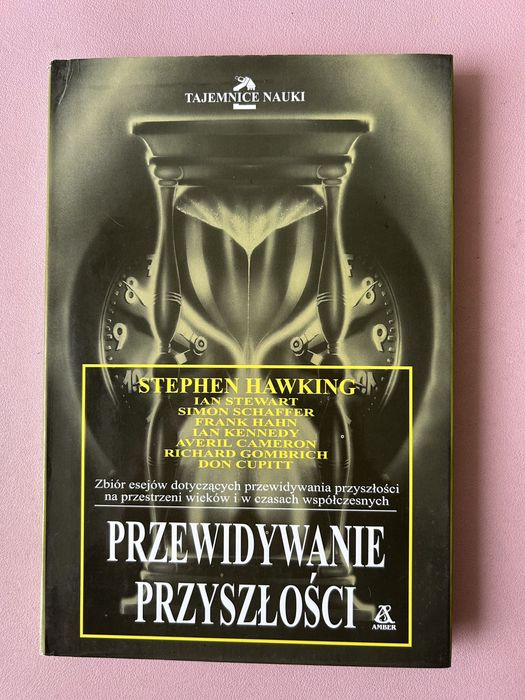 TAJEMNICE NAUKI
STEPHEN HAWKING
IAN STEWART
SIMON SCHAFFER
FRANK HAHN
IAN KENNEDY
AVERIL CAMERON
RICHARD GOMBRICH
DON CUPITT
Zbiór esejów dotyczących przewidywania przyszłości
na przestrzeni wieków i w czasach współczesnych
PRZEWIDYWANIE
PRZYSZŁOŚCI
AMBER